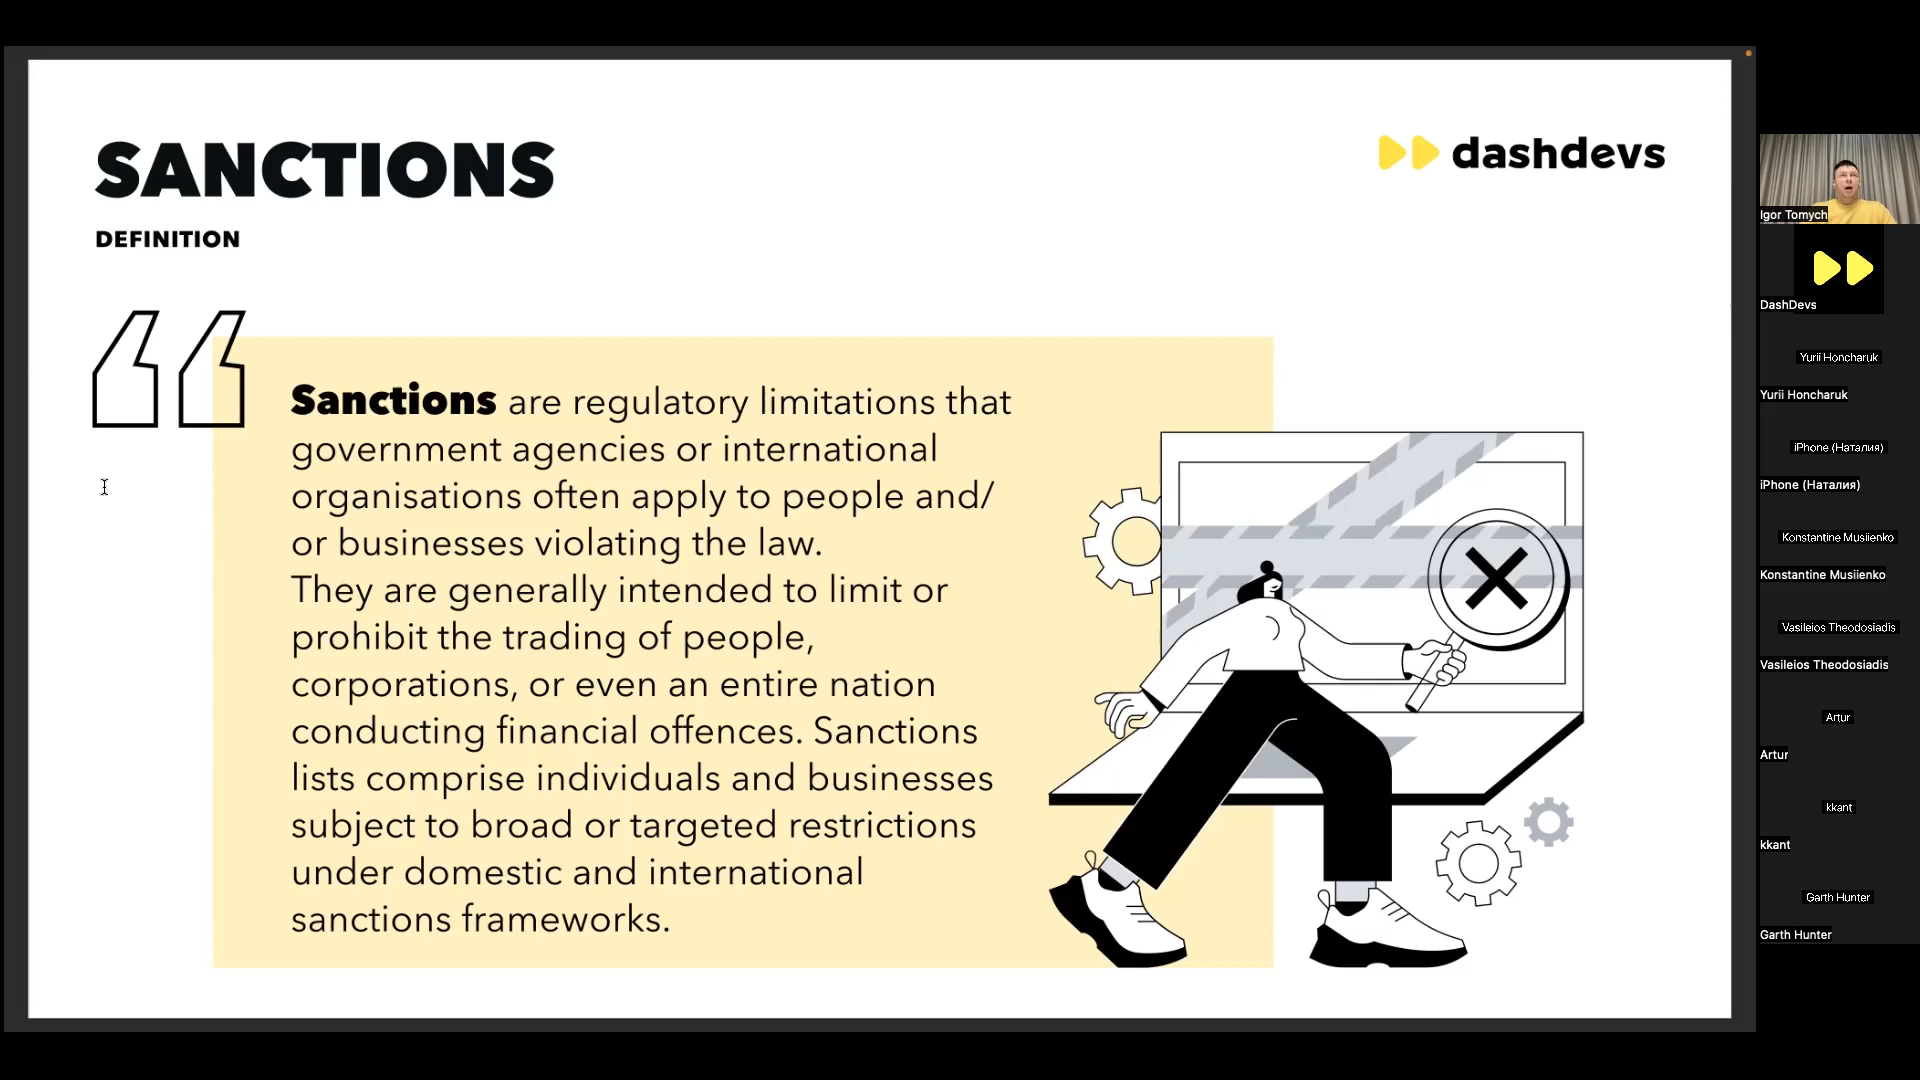 SANCTIONS
dashdevs
DEFINITION
Sanctions are regulatory limitations that
government agencies or international
organisations often apply to people and/
or businesses violating the law.
They are generally intended to limit or
prohibit the trading of people,
corporations, or even an entire nation
conducting financial offences. Sanctions
lists comprise individuals and businesses
subject to broad or targeted restrictions
under domestic and international
sanctions frameworks.
Igor Tomych
DashDevs
Yurii Honcharuk
Yurii Honcharuk
iPhone (Наталия)
iPhone (Наталия)
Konstantine Musiienko
Konstantine Musiienko
Vasileios Theodosiadis
Vasileios Theodosiadis
Artur
Artur
kkant
kkant
Garth Hunter
Garth Hunter